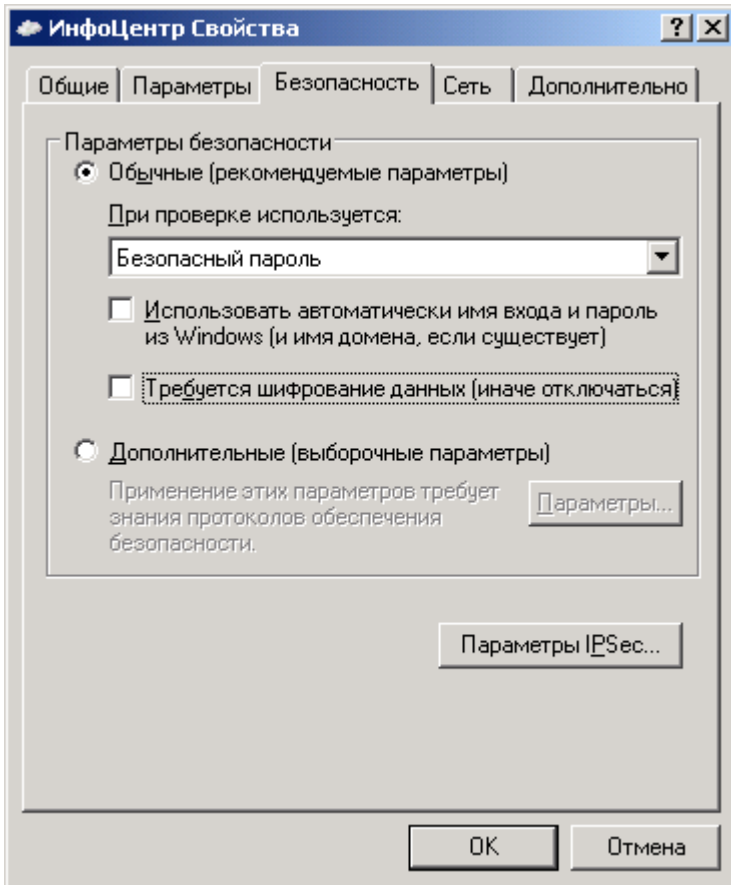 ИнфоЦентр Свойства
Общие Параметры Безопасность Сеть Дополнительно
Параметры безопасности
Обычные (рекомендуемые параметры)
При проверке используется:
Безопасный пароль
Использовать автоматически имя входа и пароль
из Windows (и имя домена, если существует)
Требуется шифрование данных (иначе отключаться)
Дополнительные (выборочные параметры)
Применение этих параметров требует
знания протоколов обеспечения
безопасности.
Параметры...
Параметры IPSec...
OK Отмена